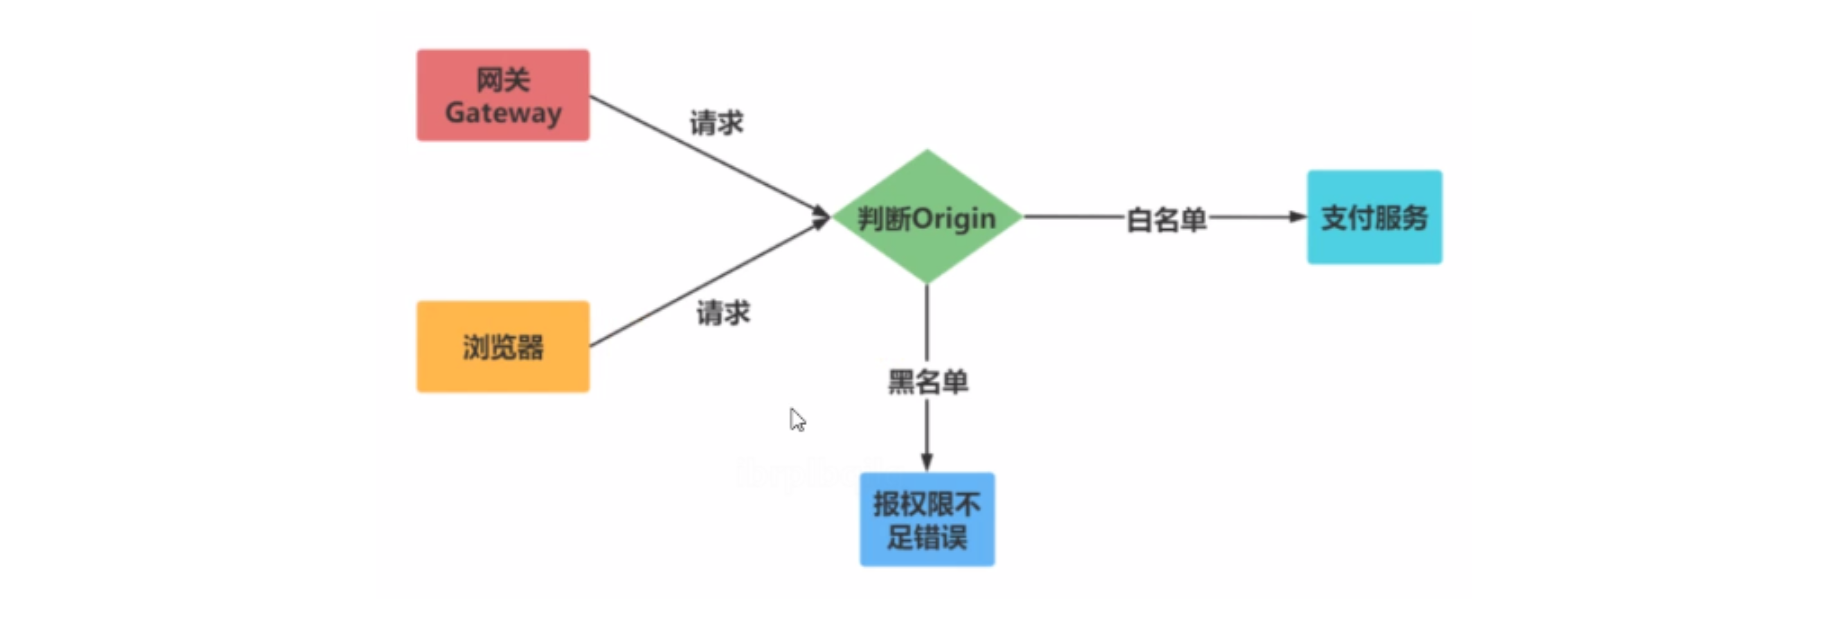 网关
Gateway
请求
判断Origin
白名单
支付服务
请求
浏览器
黑名单
报权限不
足错误